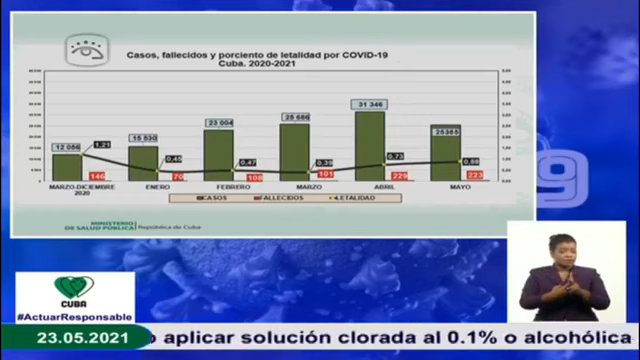 Casos, fallecidos y porciento de letalidad por COVID-19
Cuba. 2020-2021
12 056
1,21
146
15 530
0,45
70
23 004
0,47
108
25 686
0,39
101
31 346
0,73
229
25385
0,88
223
MARZO-DICIEMBRE 2020
ENERO
FEBRERO
MARZO
ABRIL
MAYO
CASOS
FALLECIDOS
LETALIDAD
MINISTERIO
DE SALUD PÚBLICA
República de Cuba
9
CUBA
#ActuarResponsable
23.05.2021
o aplicar solución clorada al 0.1% o alcohólica